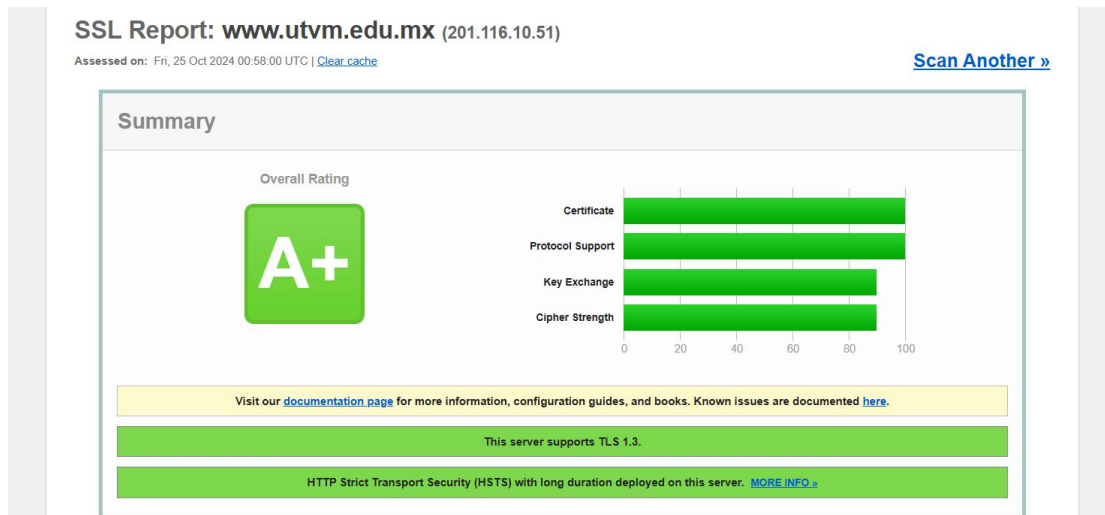 SSL Report: www.utvm.edu.mx (201.116.10.51)
Assessed on: Fri, 25 Oct 2024 00:58:00 UTC | Clear cache
Scan Another »
Summary
Overall Rating
A+
Certificate
Protocol Support
Key Exchange
Cipher Strength
0 20 40 60 80 100
Visit our documentation page for more information, configuration guides, and books. Known issues are documented here.
This server supports TLS 1.3.
HTTP Strict Transport Security (HSTS) with long duration deployed on this server. MORE INFO »